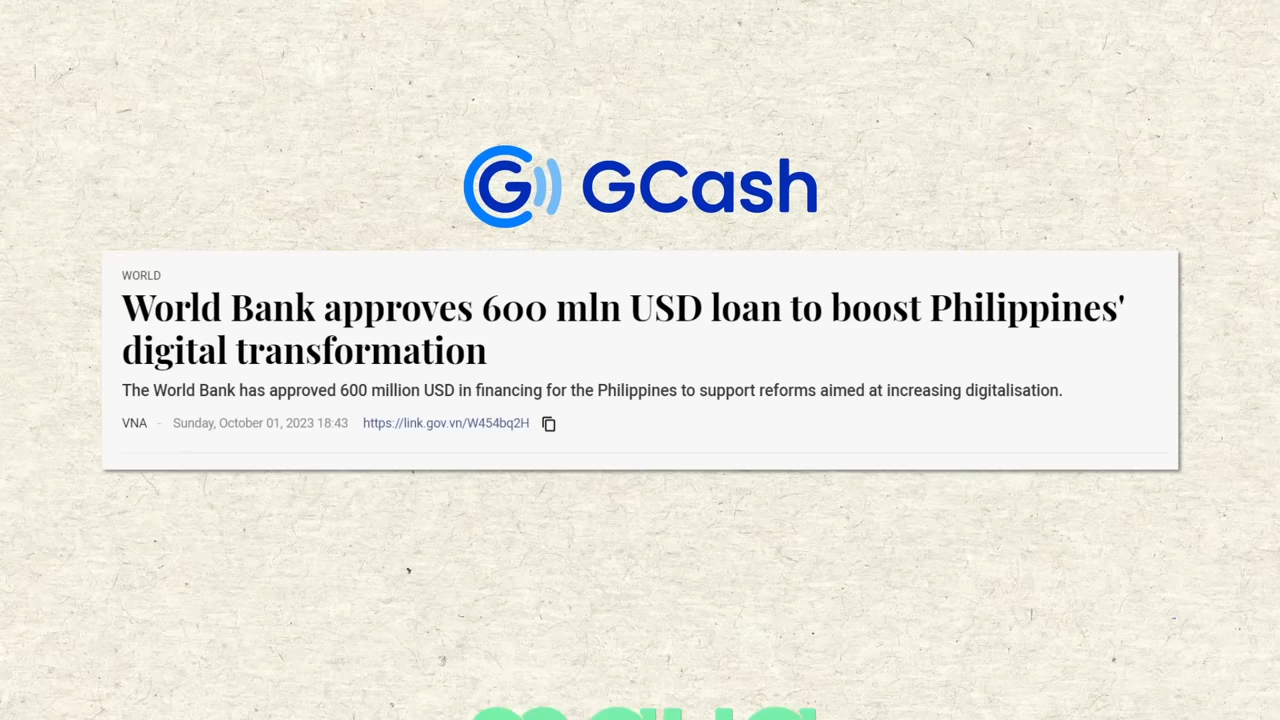 GCash
WORLD
World Bank approves 600 mln USD loan to boost Philippines'
digital transformation
The World Bank has approved 600 million USD in financing for the Philippines to support reforms aimed at increasing digitalisation.
VNA - Sunday, October 01, 2023 18:43 https://link.gov.vn/W454bq2H